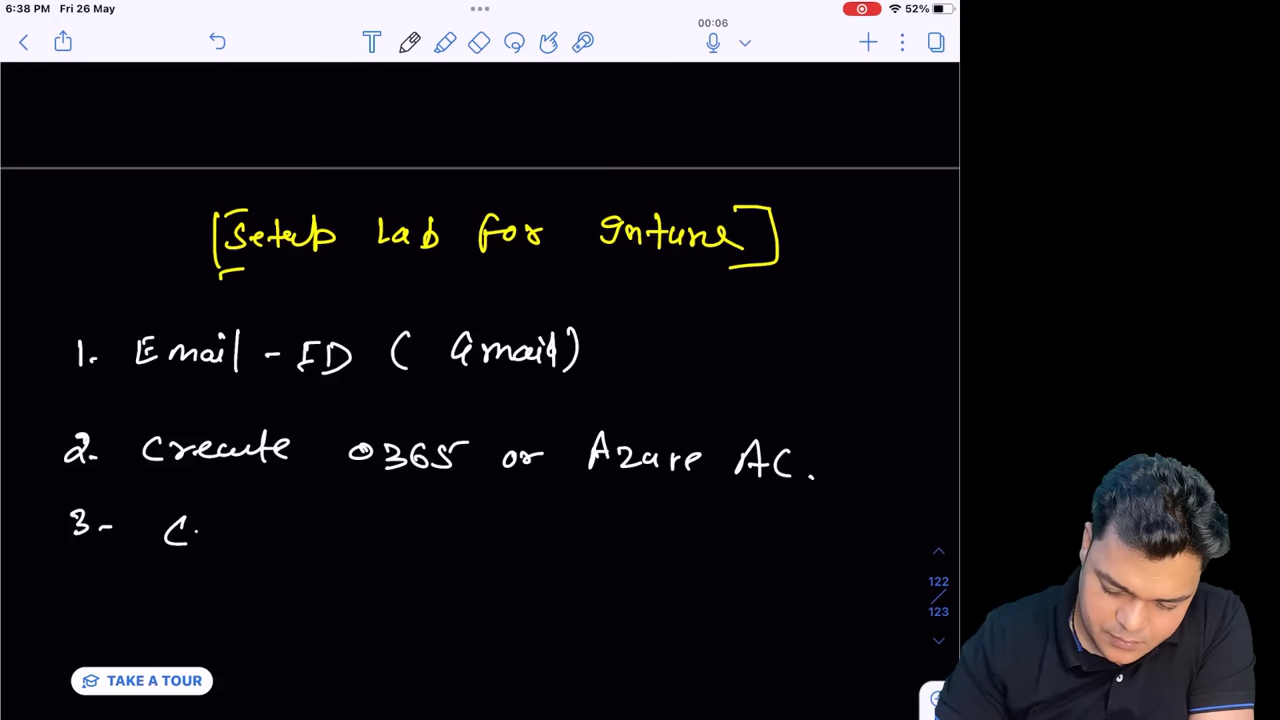 6:38 PM Fri 26 May
52%
00:06
[Setup Lab for Intune]
1. Email - ID ( Gmail)
2. Create O365 or Azure AC.
3- C.
122
123
TAKE A TOUR